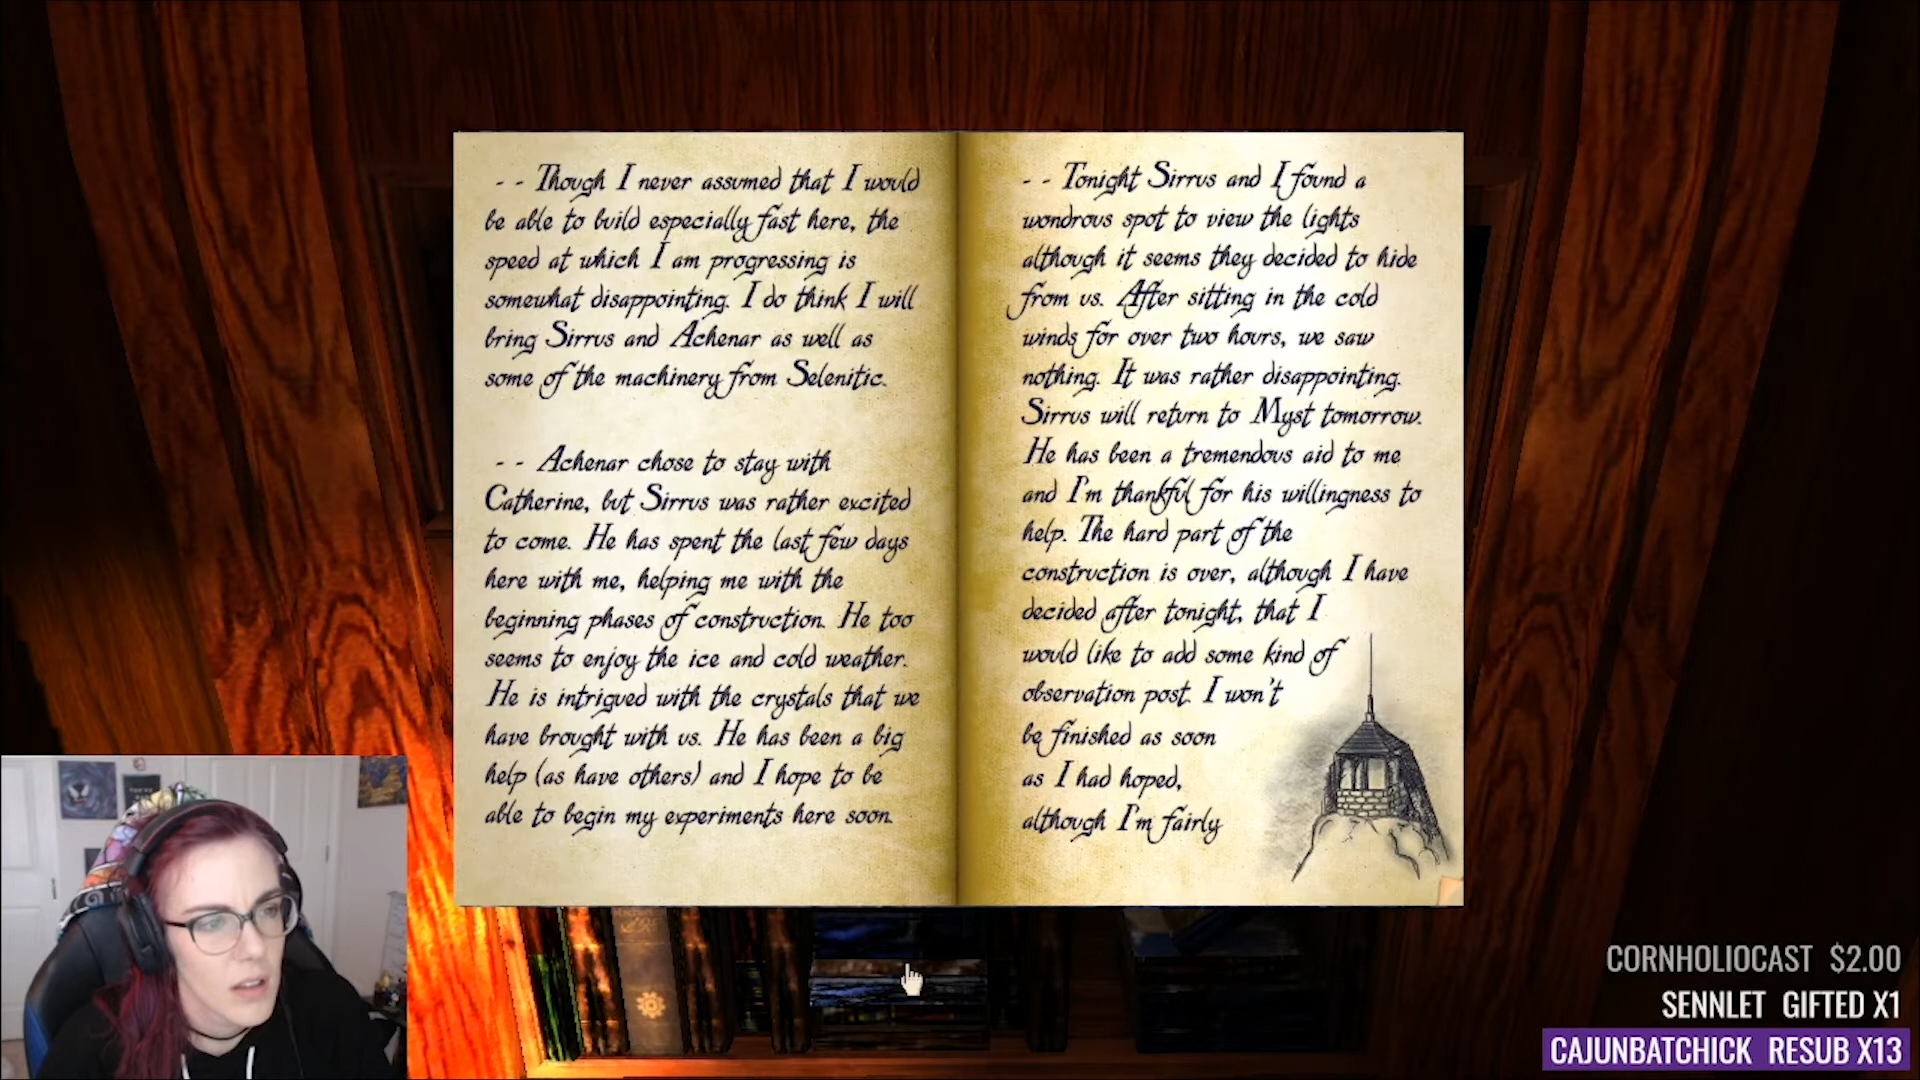 -- Though I never assumed that I would
be able to build especially fast here, the
speed at which I am progressing is
somewhat disappointing. I do think I will
bring Sirrus and Achenar as well as
some of the machinery from Selenitic.
-- Achenar chose to stay with
Catherine, but Sirrus was rather excited
to come. He has spent the last few days
here with me, helping me with the
beginning phases of construction. He too
seems to enjoy the ice and cold weather.
He is intrigued with the crystals that we
have brought with us. He has been a big
help (as have others) and I hope to be
able to begin my experiments here soon.
-- Tonight Sirrus and I found a
wondrous spot to view the lights
although it seems they decided to hide
from us. After sitting in the cold
winds for over two hours, we saw
nothing. It was rather disappointing.
Sirrus will return to Myst tomorrow.
He has been a tremendous aid to me
and I'm thankful for his willingness to
help. The hard part of the
construction is over, although I have
decided after tonight, that I
would like to add some kind of
observation post. I won't
be finished as soon
as I had hoped,
although I'm fairly
CORNHOLIOCAST $2.00
SENNLET GIFTED X1
CAJUNBATCHICK RESUB X13